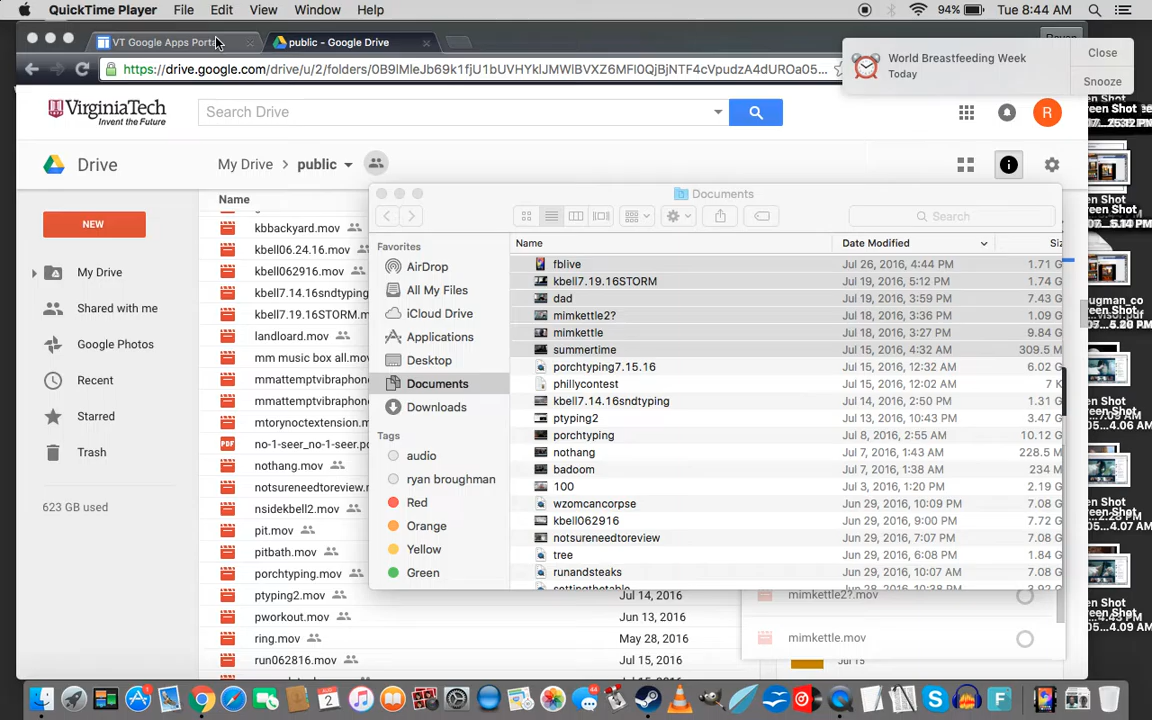 QuickTime Player File Edit View Window Help 94% Tue 8:44 AM
VT Google Apps Porta public - Google Drive
https://drive.google.com/drive/u/2/folders/
World Breastfeeding Week
Today
Close
Snooze
VirginiaTech
Invent the Future
Search Drive
R
Drive
My Drive > public
NEW
My Drive
Shared with me
Google Photos
Recent
Starred
Trash
623 GB used
Name
kbbackyard.mov
kbell06.24.16.mov
kbell062916.mov
kbell7.14.16sndtyping
kbell7.19.16STORM.m
landloard.mov
mm music box all.mov
mmattemptvibraphon
mmattemptvibraphon
mtorynoctextension.m
PDF no-1-seer_no-1-seer.pd
nothang.mov
notsureneedtoreview.
nsidekbell2.mov
pit.mov
pitbath.mov
porchtyping.mov
ptyping2.mov Jul 14, 2016
pworkout.mov Jun 13, 2016
ring.mov May 28, 2016
run062816.mov Jul 14, 2016
Documents
Search
Favorites
AirDrop
All My Files
iCloud Drive
Applications
Desktop
Documents
Downloads
Tags
audio
ryan broughman
Red
Orange
Yellow
Green
Name Date Modified Siz
fblive Jul 26, 2016, 4:44 PM 1.71 G
kbell7.19.16STORM Jul 19, 2016, 5:12 PM 1.74 G
dad Jul 19, 2016, 3:59 PM 7.43 G
mimkettle2? Jul 18, 2016, 3:36 PM 1.09 G
mimkettle Jul 18, 2016, 3:27 PM 9.84 G
summertime Jul 15, 2016, 4:32 AM 309.5 M
porchtyping7.15.16 Jul 15, 2016, 12:32 AM 6.02 G
phillycontest Jul 15, 2016, 12:02 AM 7 K
kbell7.14.16sndtyping Jul 14, 2016, 2:50 PM 1.31 G
ptyping2 Jul 13, 2016, 10:43 PM 3.47 G
porchtyping Jul 8, 2016, 2:55 AM 10.12 G
nothang Jul 7, 2016, 1:43 AM 228.5 M
badoom Jul 7, 2016, 1:38 AM 234 M
100 Jul 3, 2016, 1:20 PM 2.19 G
wzomcancorpse Jun 29, 2016, 10:09 PM 7.08 G
kbell062916 Jun 29, 2016, 9:00 PM 7.72 G
notsureneedtoreview Jun 29, 2016, 7:07 PM 7.08 G
tree Jun 29, 2016, 6:08 PM 1.84 G
runandsteaks Jun 29, 2016, 10:07 AM 7.08 G
mimkettle2?.mov
mimkettle.mov
Jul 15